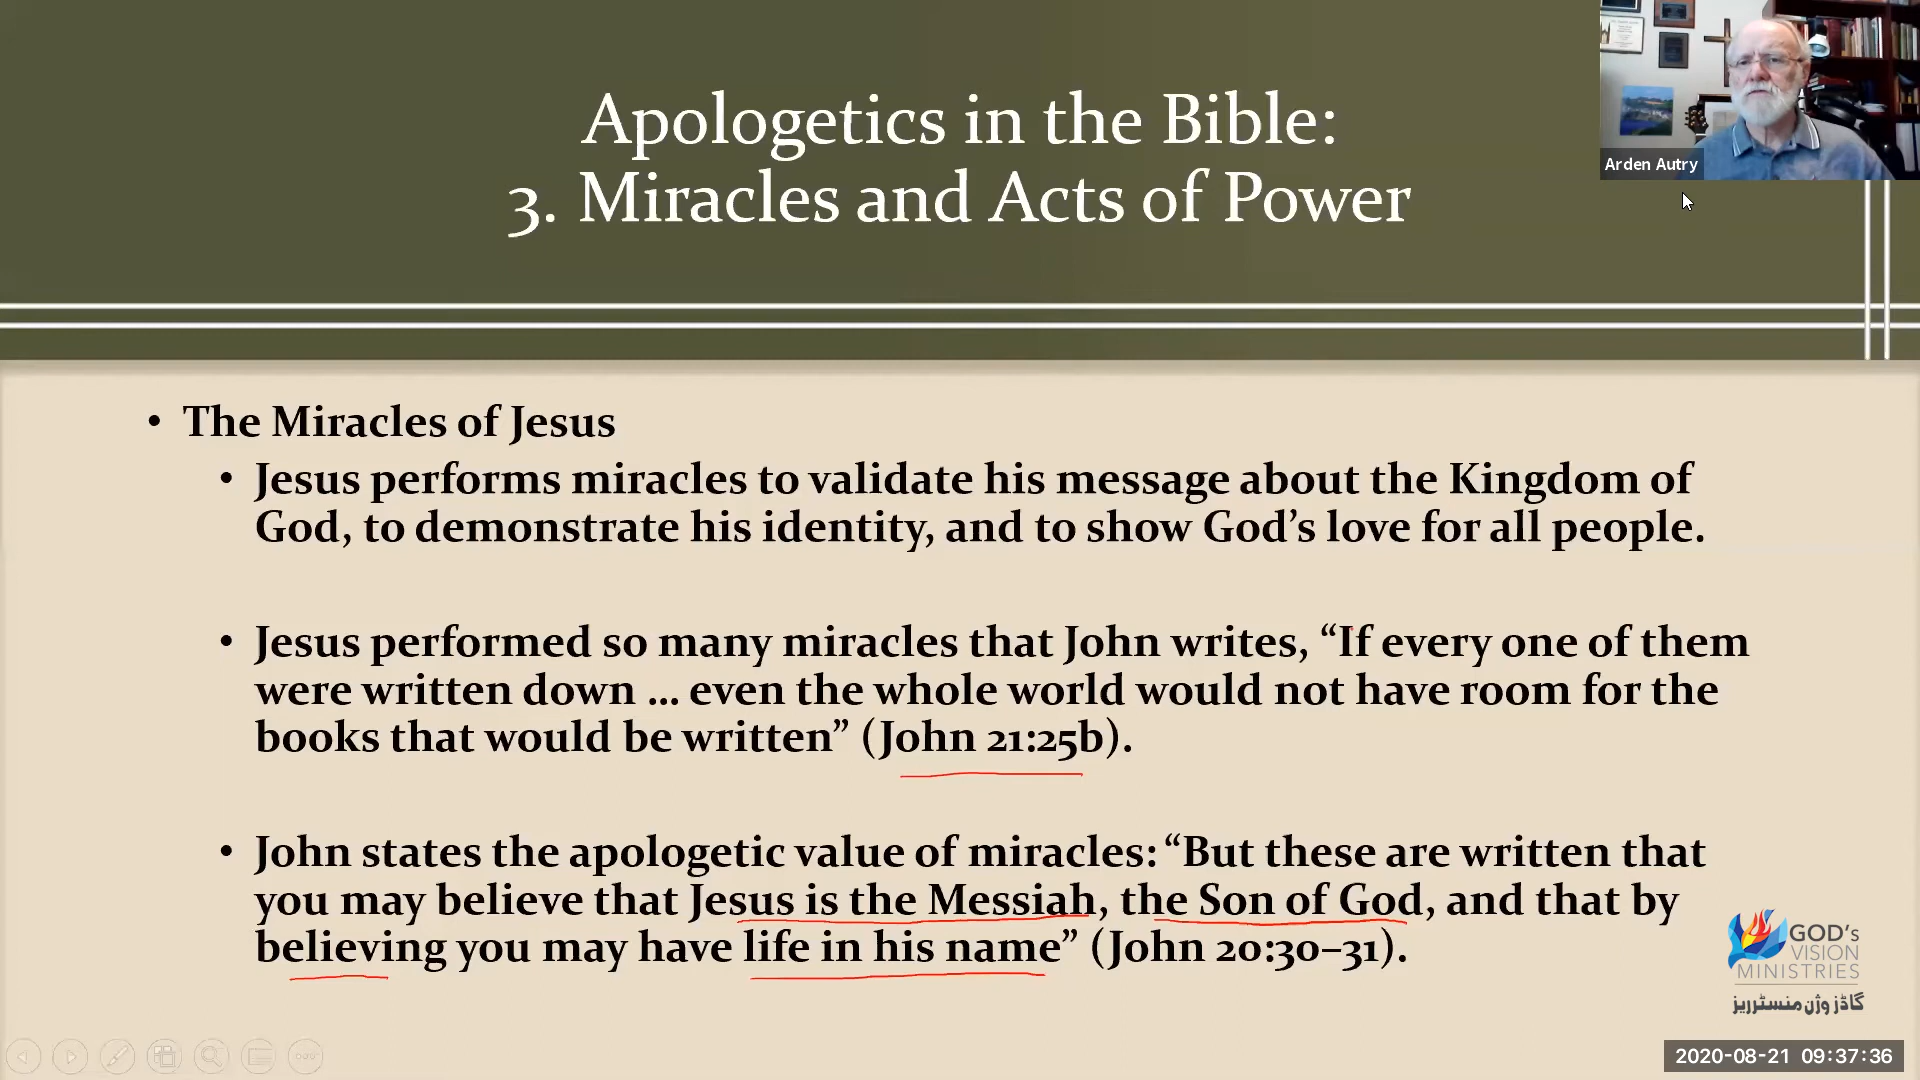 Apologetics in the Bible:
3. Miracles and Acts of Power
Arden Autry
• The Miracles of Jesus
• Jesus performs miracles to validate his message about the Kingdom of
God, to demonstrate his identity, and to show God’s love for all people.
• Jesus performed so many miracles that John writes, “If every one of them
were written down ... even the whole world would not have room for the
books that would be written” (John 21:25b).
• John states the apologetic value of miracles: “But these are written that
you may believe that Jesus is the Messiah, the Son of God, and that by
believing you may have life in his name” (John 20:30–31).
GOD's
VISION
MINISTRIES
گاڈز وژن منسٹریز
2020-08-21 09:37:36